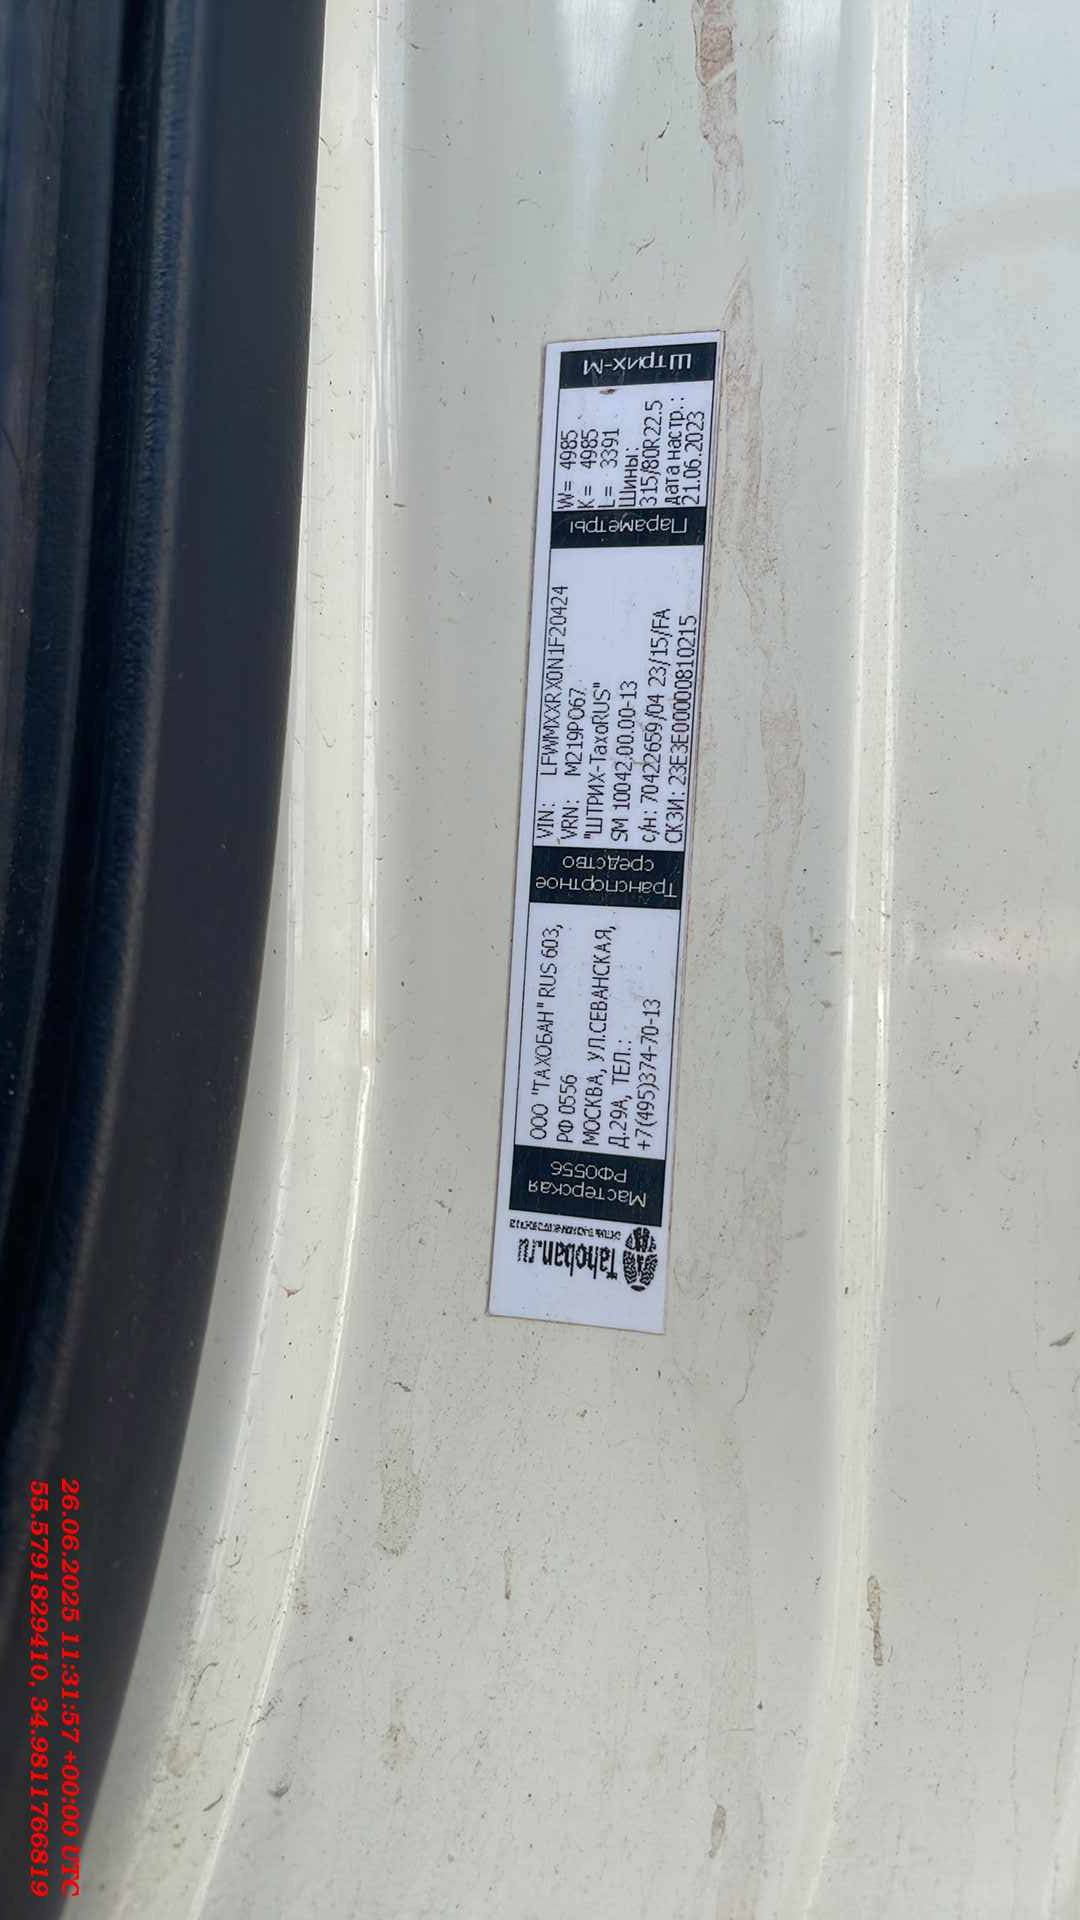 Tahoban.ru
Мастерская
РФ0556
ООО "ТАХОБАН" RUS 603,
РФ 0556
МОСКВА, УЛ.СЕВАНСКАЯ,
Д.29А, ТЕЛ.:
+7(495)374-70-13
Транспортное
средство
VIN: LFWMXXRX0N1F20424
VRN: М219РО67
"ШТРИХ-ТахоRUS"
SM 10042.00.00-13
с/н: 70422659/04 23/15/FA
СКЗИ: 23E3E00000810215
Параметры
W= 4985
K= 4985
L= 3391
Шины:
315/80R22.5
дата настр.:
21.06.2023
Штрих-М
26.06.2025 11:31:57 +00:00 UTC
55.5791829410, 34.9811766819